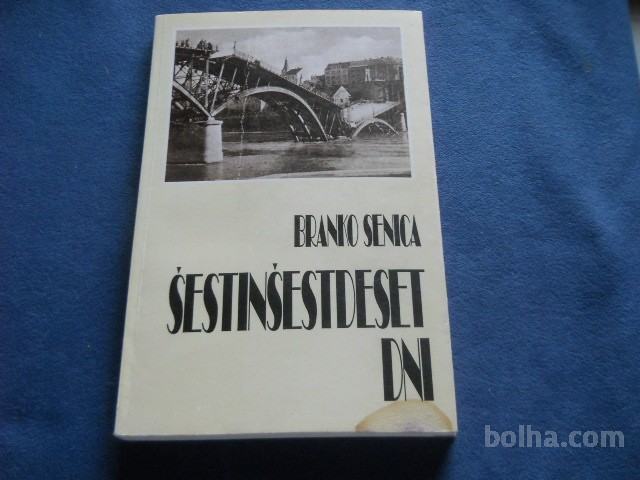 BRANKO SENICA
ŠESTINŠESTDESET
DNI
bolha.com